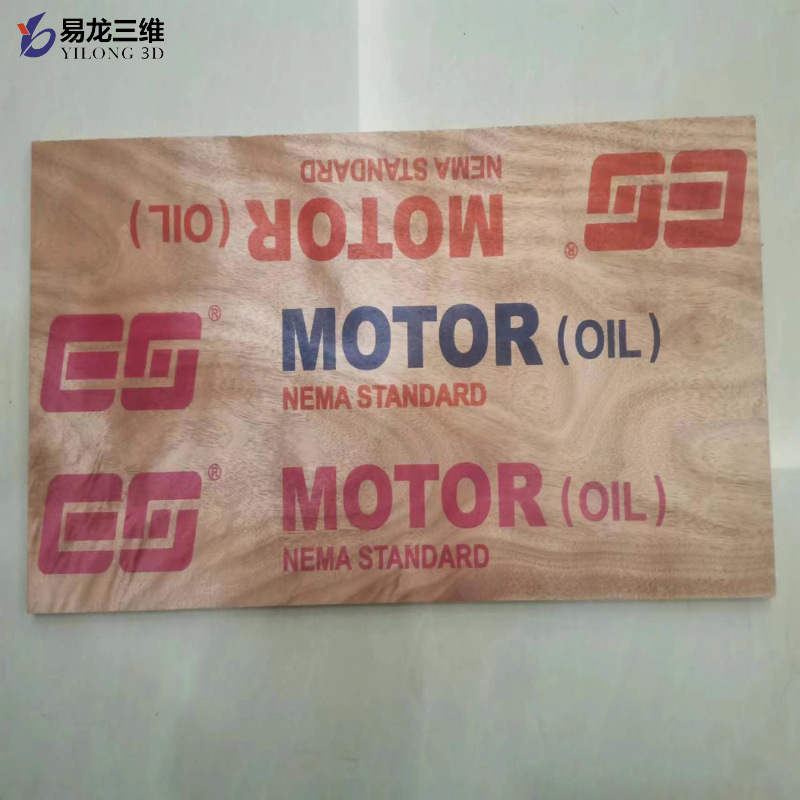 易龙三维
YILONG 3D
NEMA STANDARD
MOTOR (OIL)
EG
®
EG ®
MOTOR (OIL)
NEMA STANDARD
EG ®
MOTOR (OIL)
NEMA STANDARD